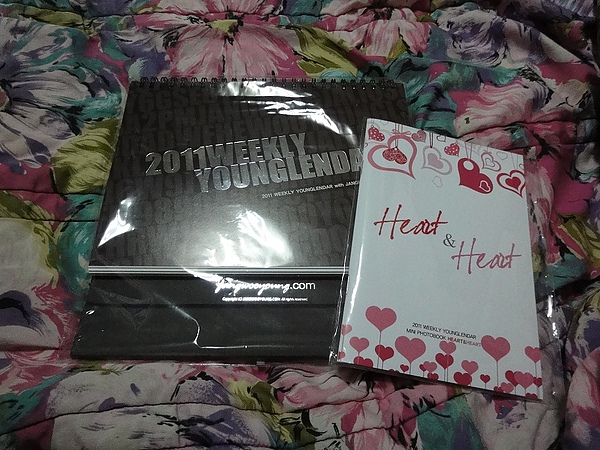 2011WEEKLY
YOUNGLENDA
2011 WEEKLY YOUNGLENDAR with JANG
jangwooyoung.com
Heart
&
Heart
2011 WEEKLY YOUNGLENDAR
MINI PHOTOBOOK HEART&HEART